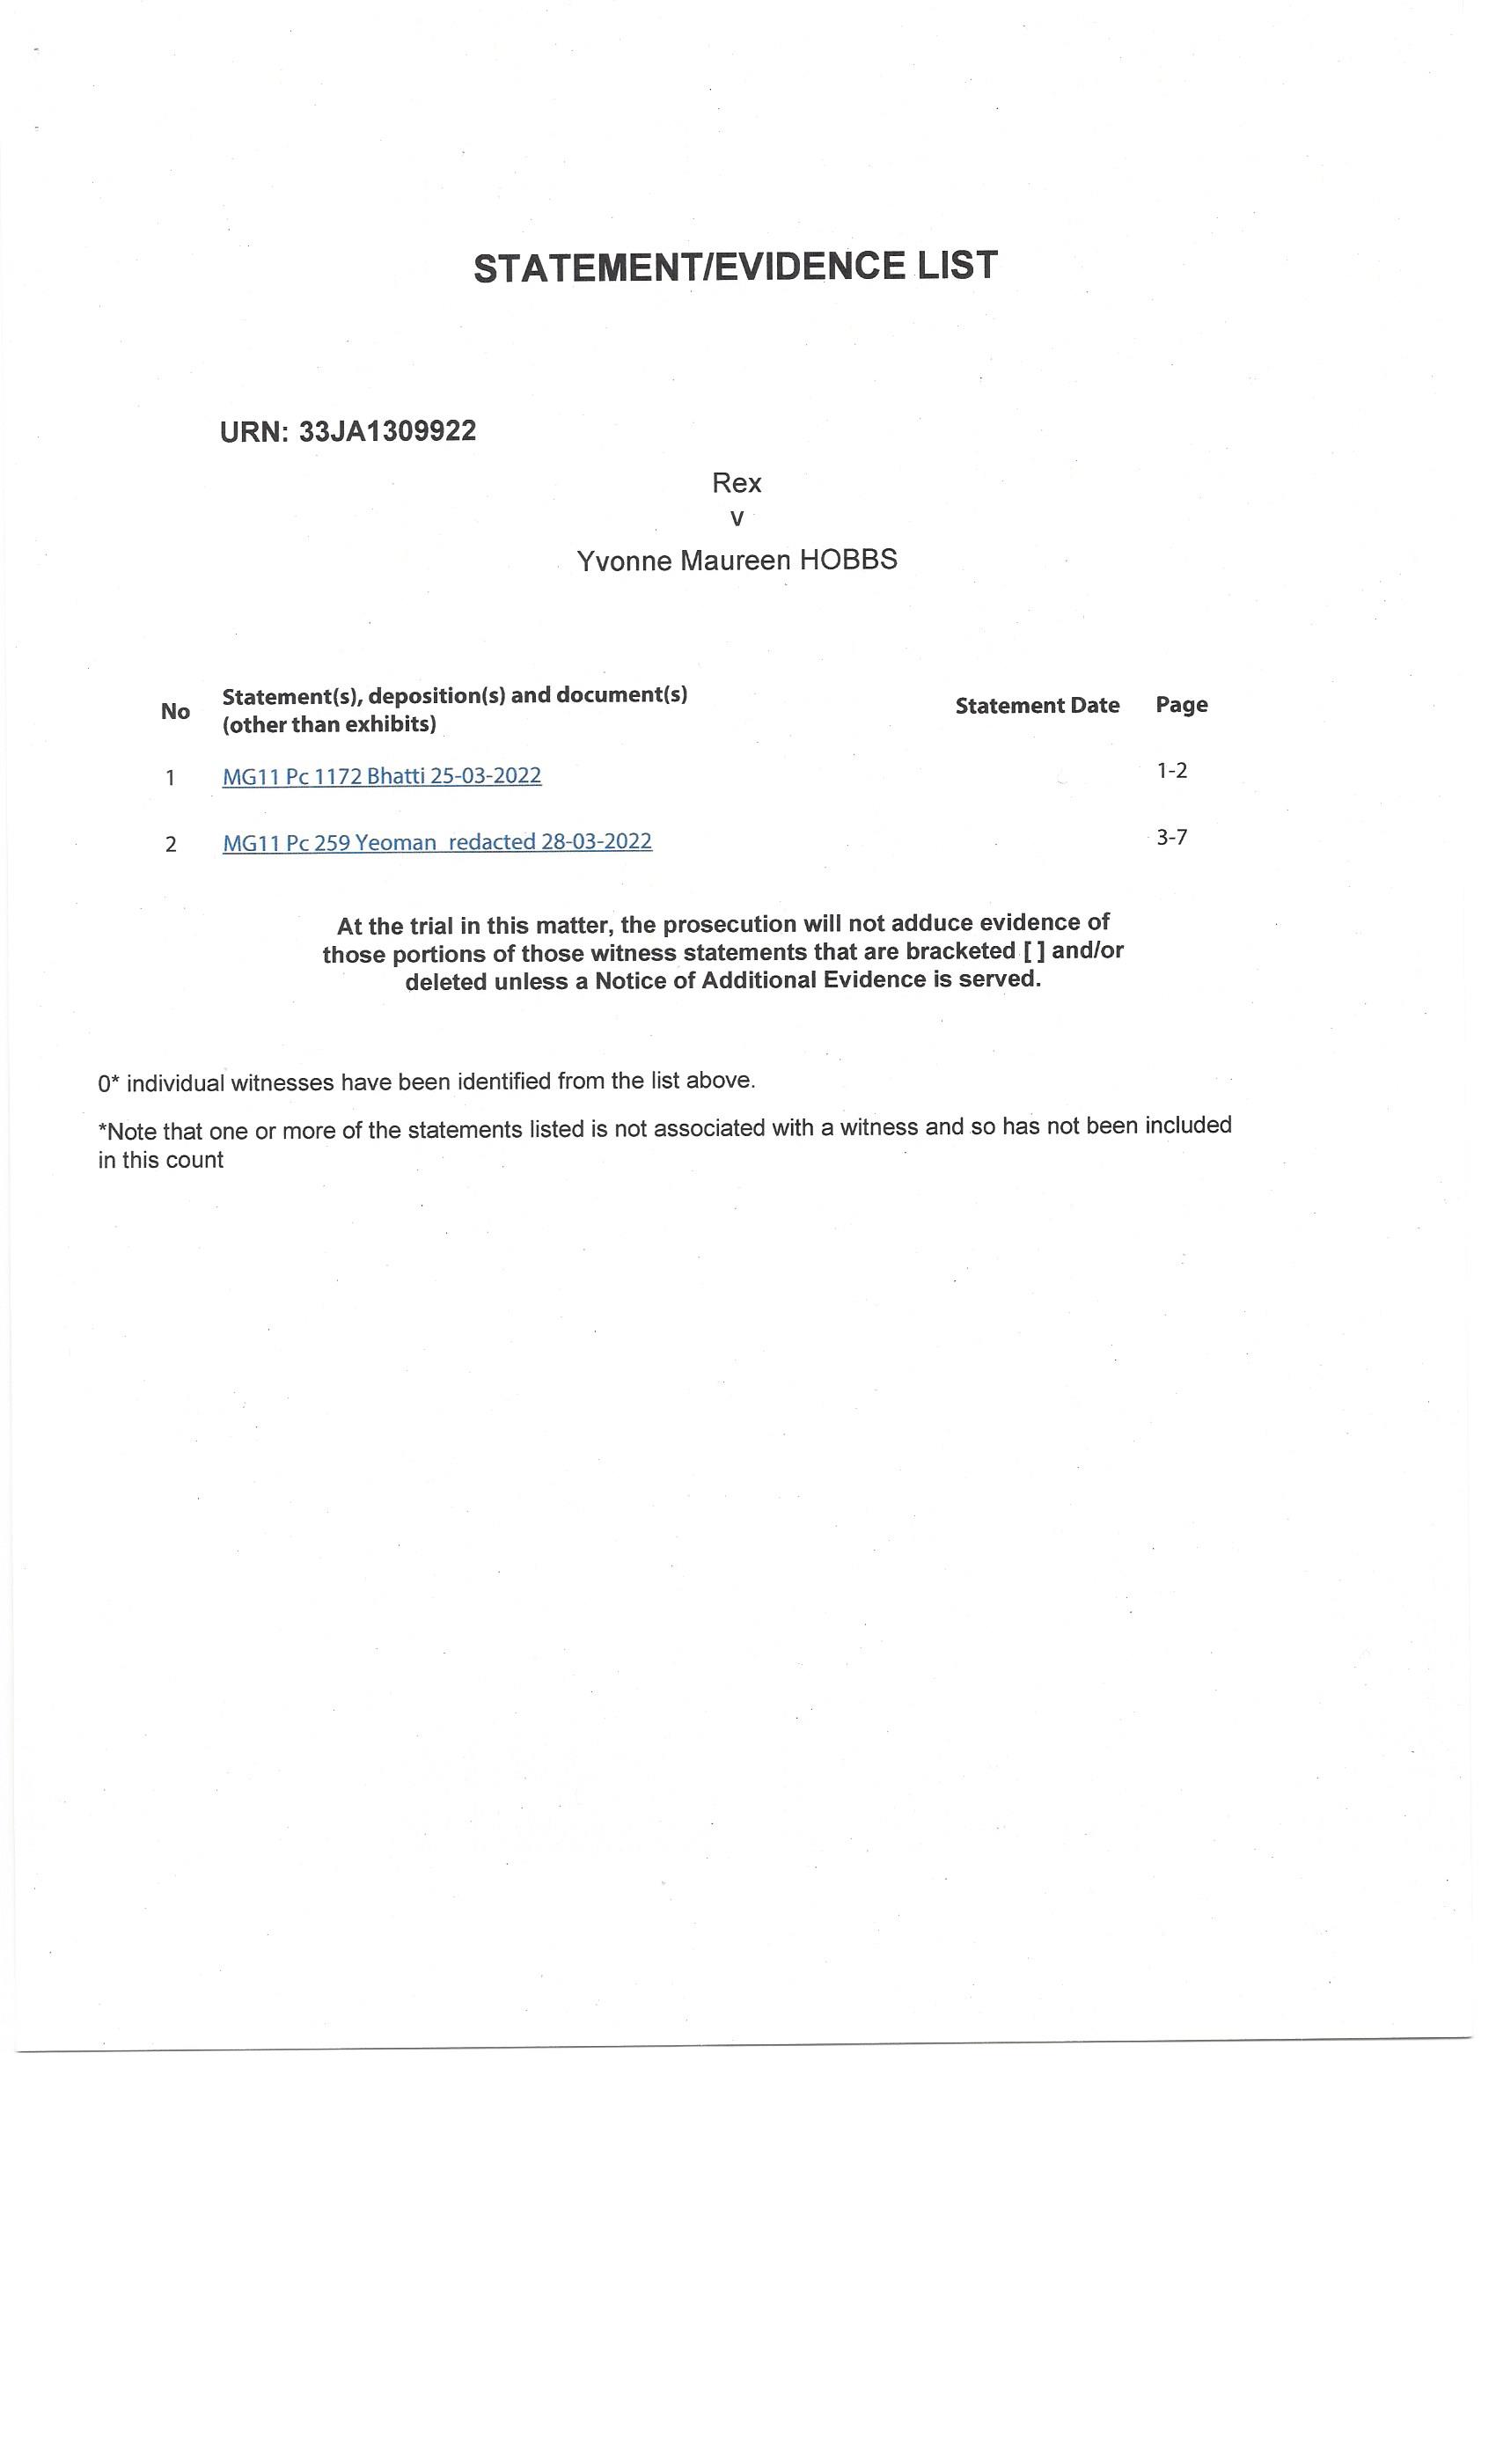 STATEMENT/EVIDENCE LIST
URN: 33JA1309922
Rex
v
Yvonne Maureen HOBBS
No Statement(s), deposition(s) and document(s) (other than exhibits) Statement Date Page
1 MG11 Pc 1172 Bhatti 25-03-2022 1-2
2 MG11 Pc 259 Yeoman  redacted 28-03-2022 3-7
At the trial in this matter, the prosecution will not adduce evidence of
those portions of those witness statements that are bracketed [ ] and/or
deleted unless a Notice of Additional Evidence is served.
0* individual witnesses have been identified from the list above.
*Note that one or more of the statements listed is not associated with a witness and so has not been included
in this count